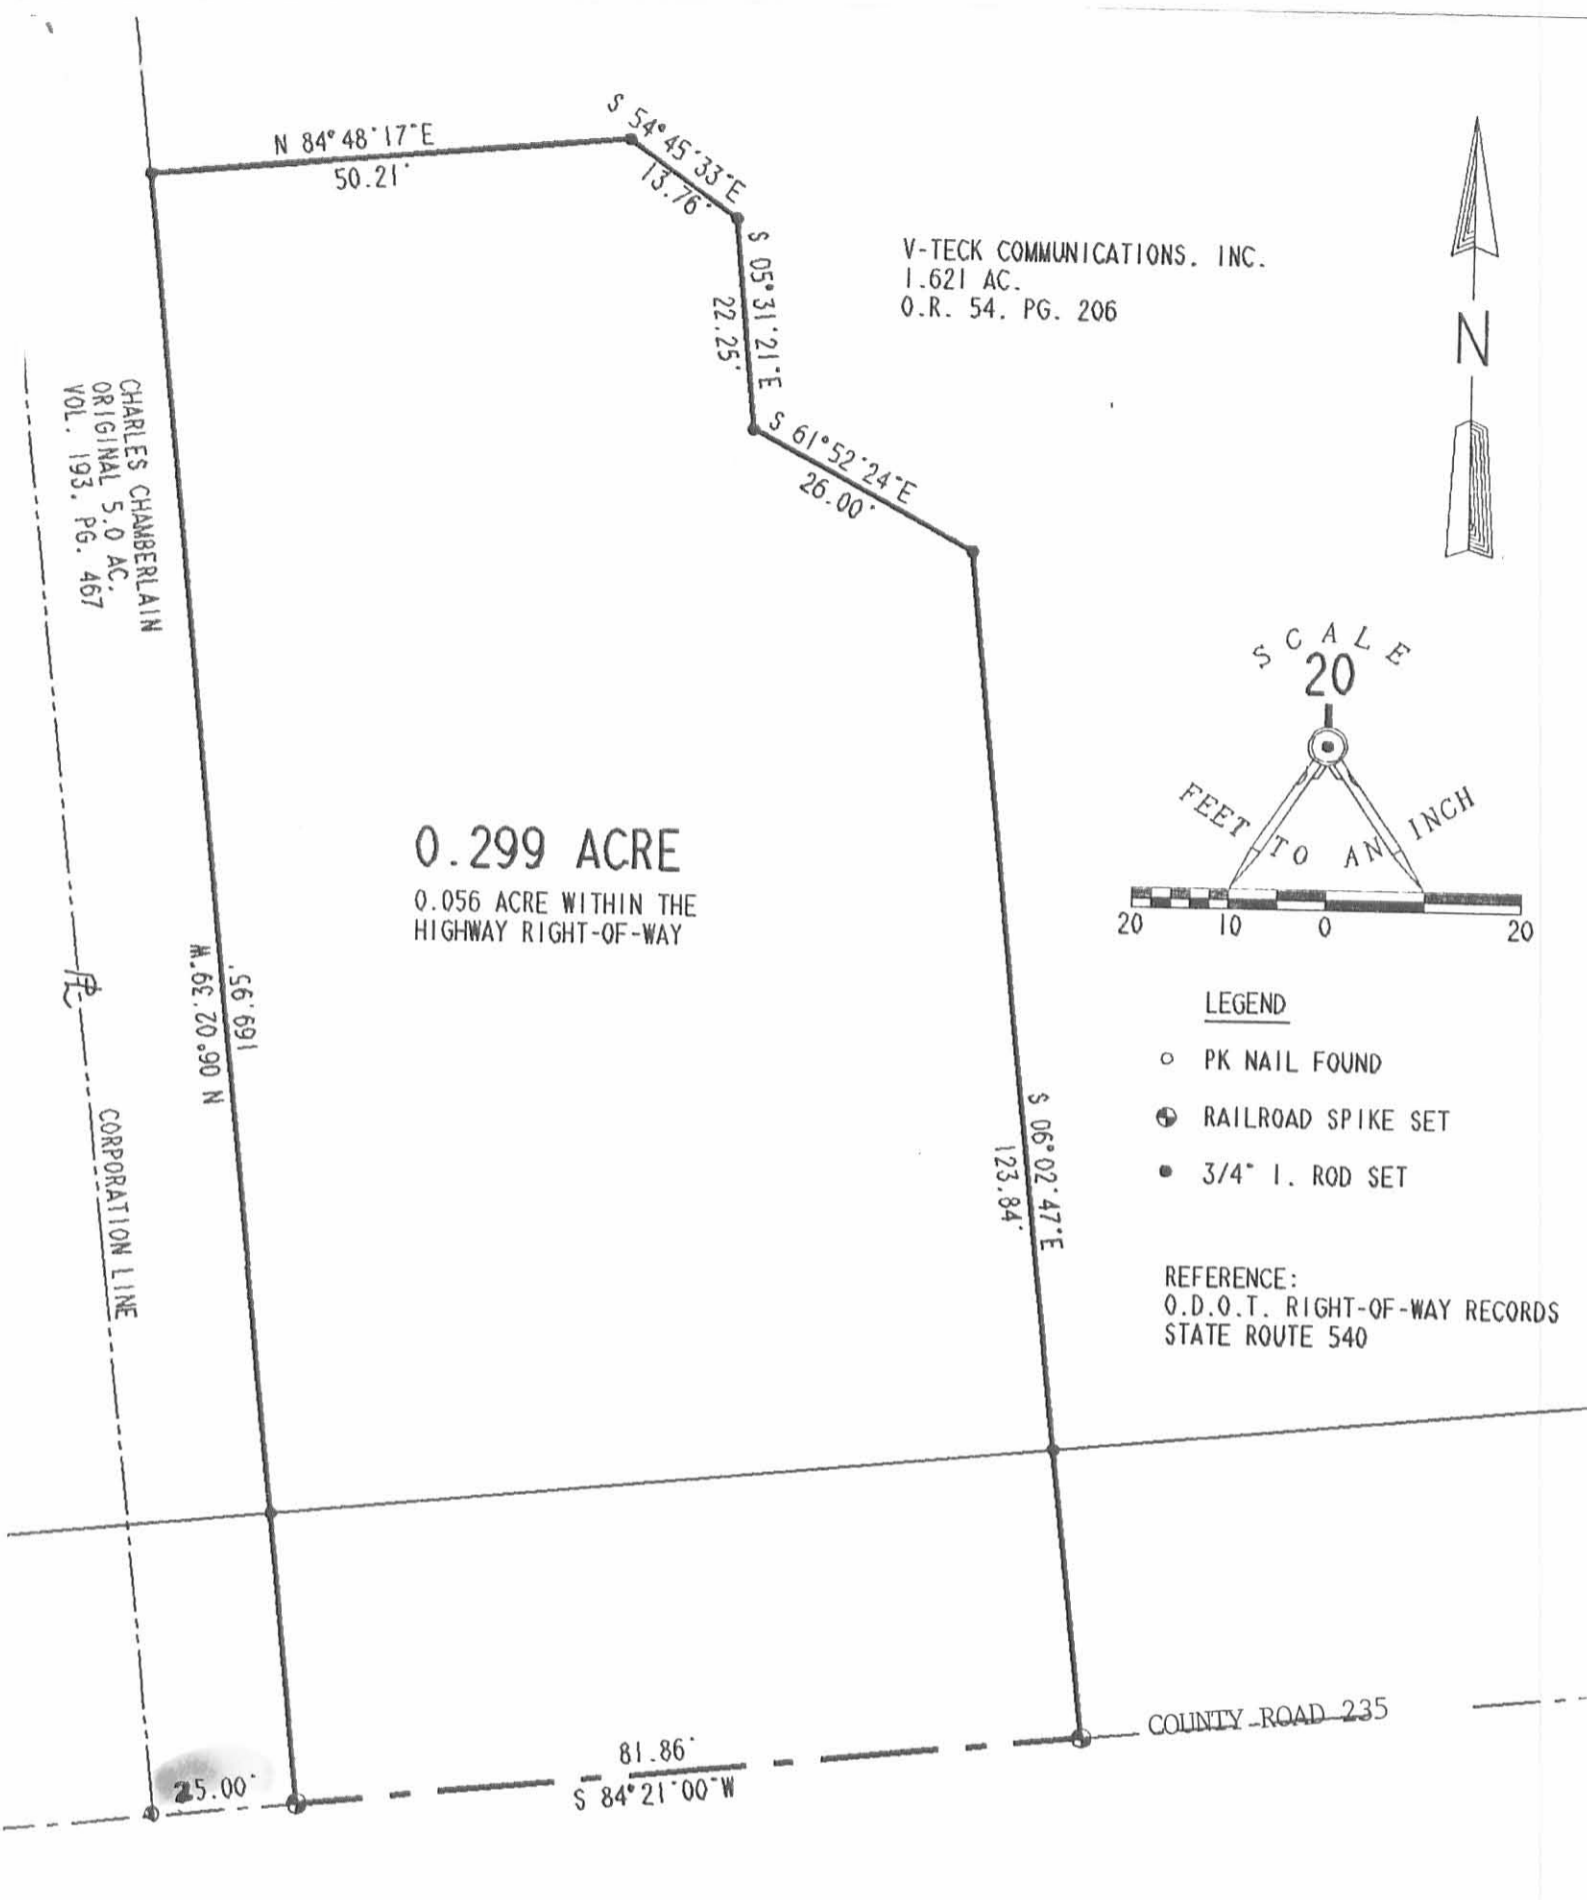 N 84°48'17"E
50.21'
S 54°45'33"E
13.76'
S 05°31'21"E
22.25'
S 61°52'24"E
26.00'
V-TECK COMMUNICATIONS. INC.
1.621 AC.
O.R. 54. PG. 206
N
CHARLES CHAMBERLAIN
ORIGINAL 5.0 AC.
VOL. 193. PG. 467
SCALE
20
FEET TO AN INCH
20 10 0 20
0.299 ACRE
0.056 ACRE WITHIN THE
HIGHWAY RIGHT-OF-WAY
169.95'
N 06°02'39"W
CORPORATION LINE
S 06°02'47"E
123.84'
LEGEND
PK NAIL FOUND
RAILROAD SPIKE SET
3/4" I. ROD SET
REFERENCE:
O.D.O.T. RIGHT-OF-WAY RECORDS
STATE ROUTE 540
COUNTY ROAD 235
81.86'
S 84°21'00"W
25.00'